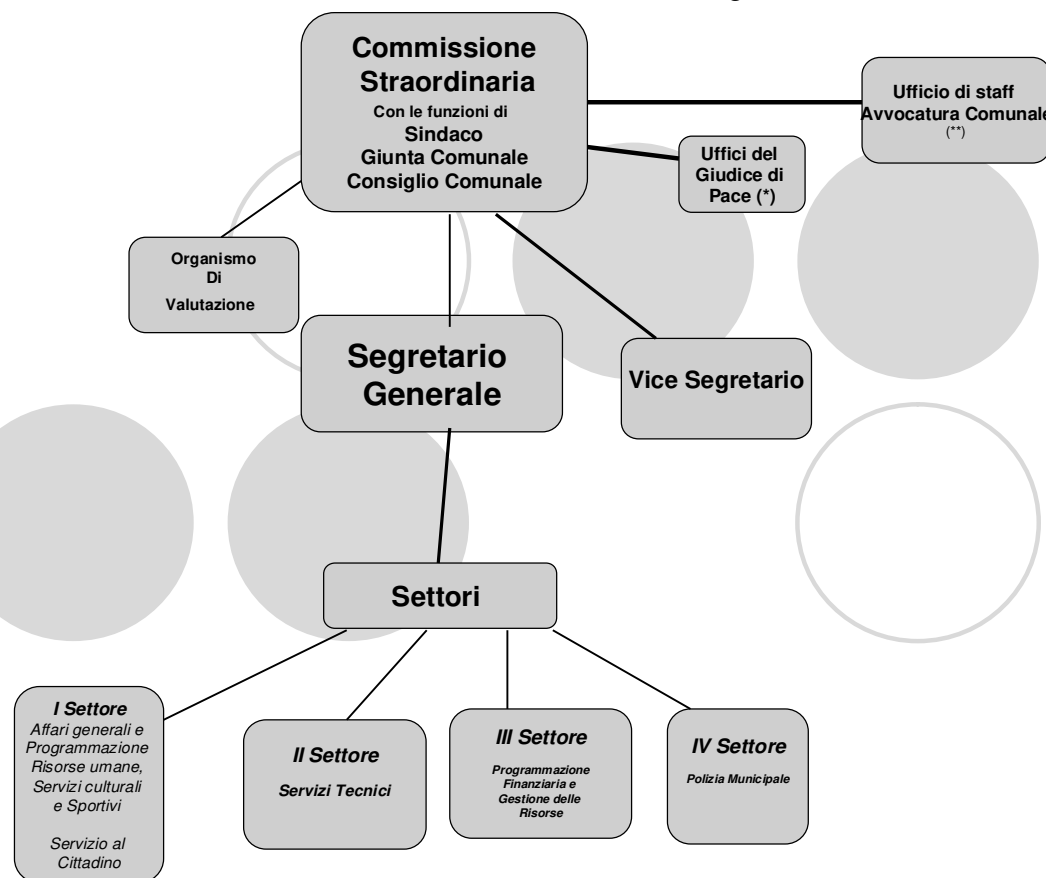 Commissione
Straordinaria
Con le funzioni di
Sindaco
Giunta Comunale
Consiglio Comunale
Ufficio di staff
Avvocatura Comunale
(**)
Uffici del
Giudice di
Pace (*)
Organismo
Di
Valutazione
Segretario
Generale
Vice Segretario
Settori
I Settore
Affari generali e
Programmazione
Risorse umane,
Servizi culturali
e Sportivi
Servizio al
Cittadino
II Settore
Servizi Tecnici
III Settore
Programmazione
Finanziaria e
Gestione delle
Risorse
IV Settore
Polizia Municipale